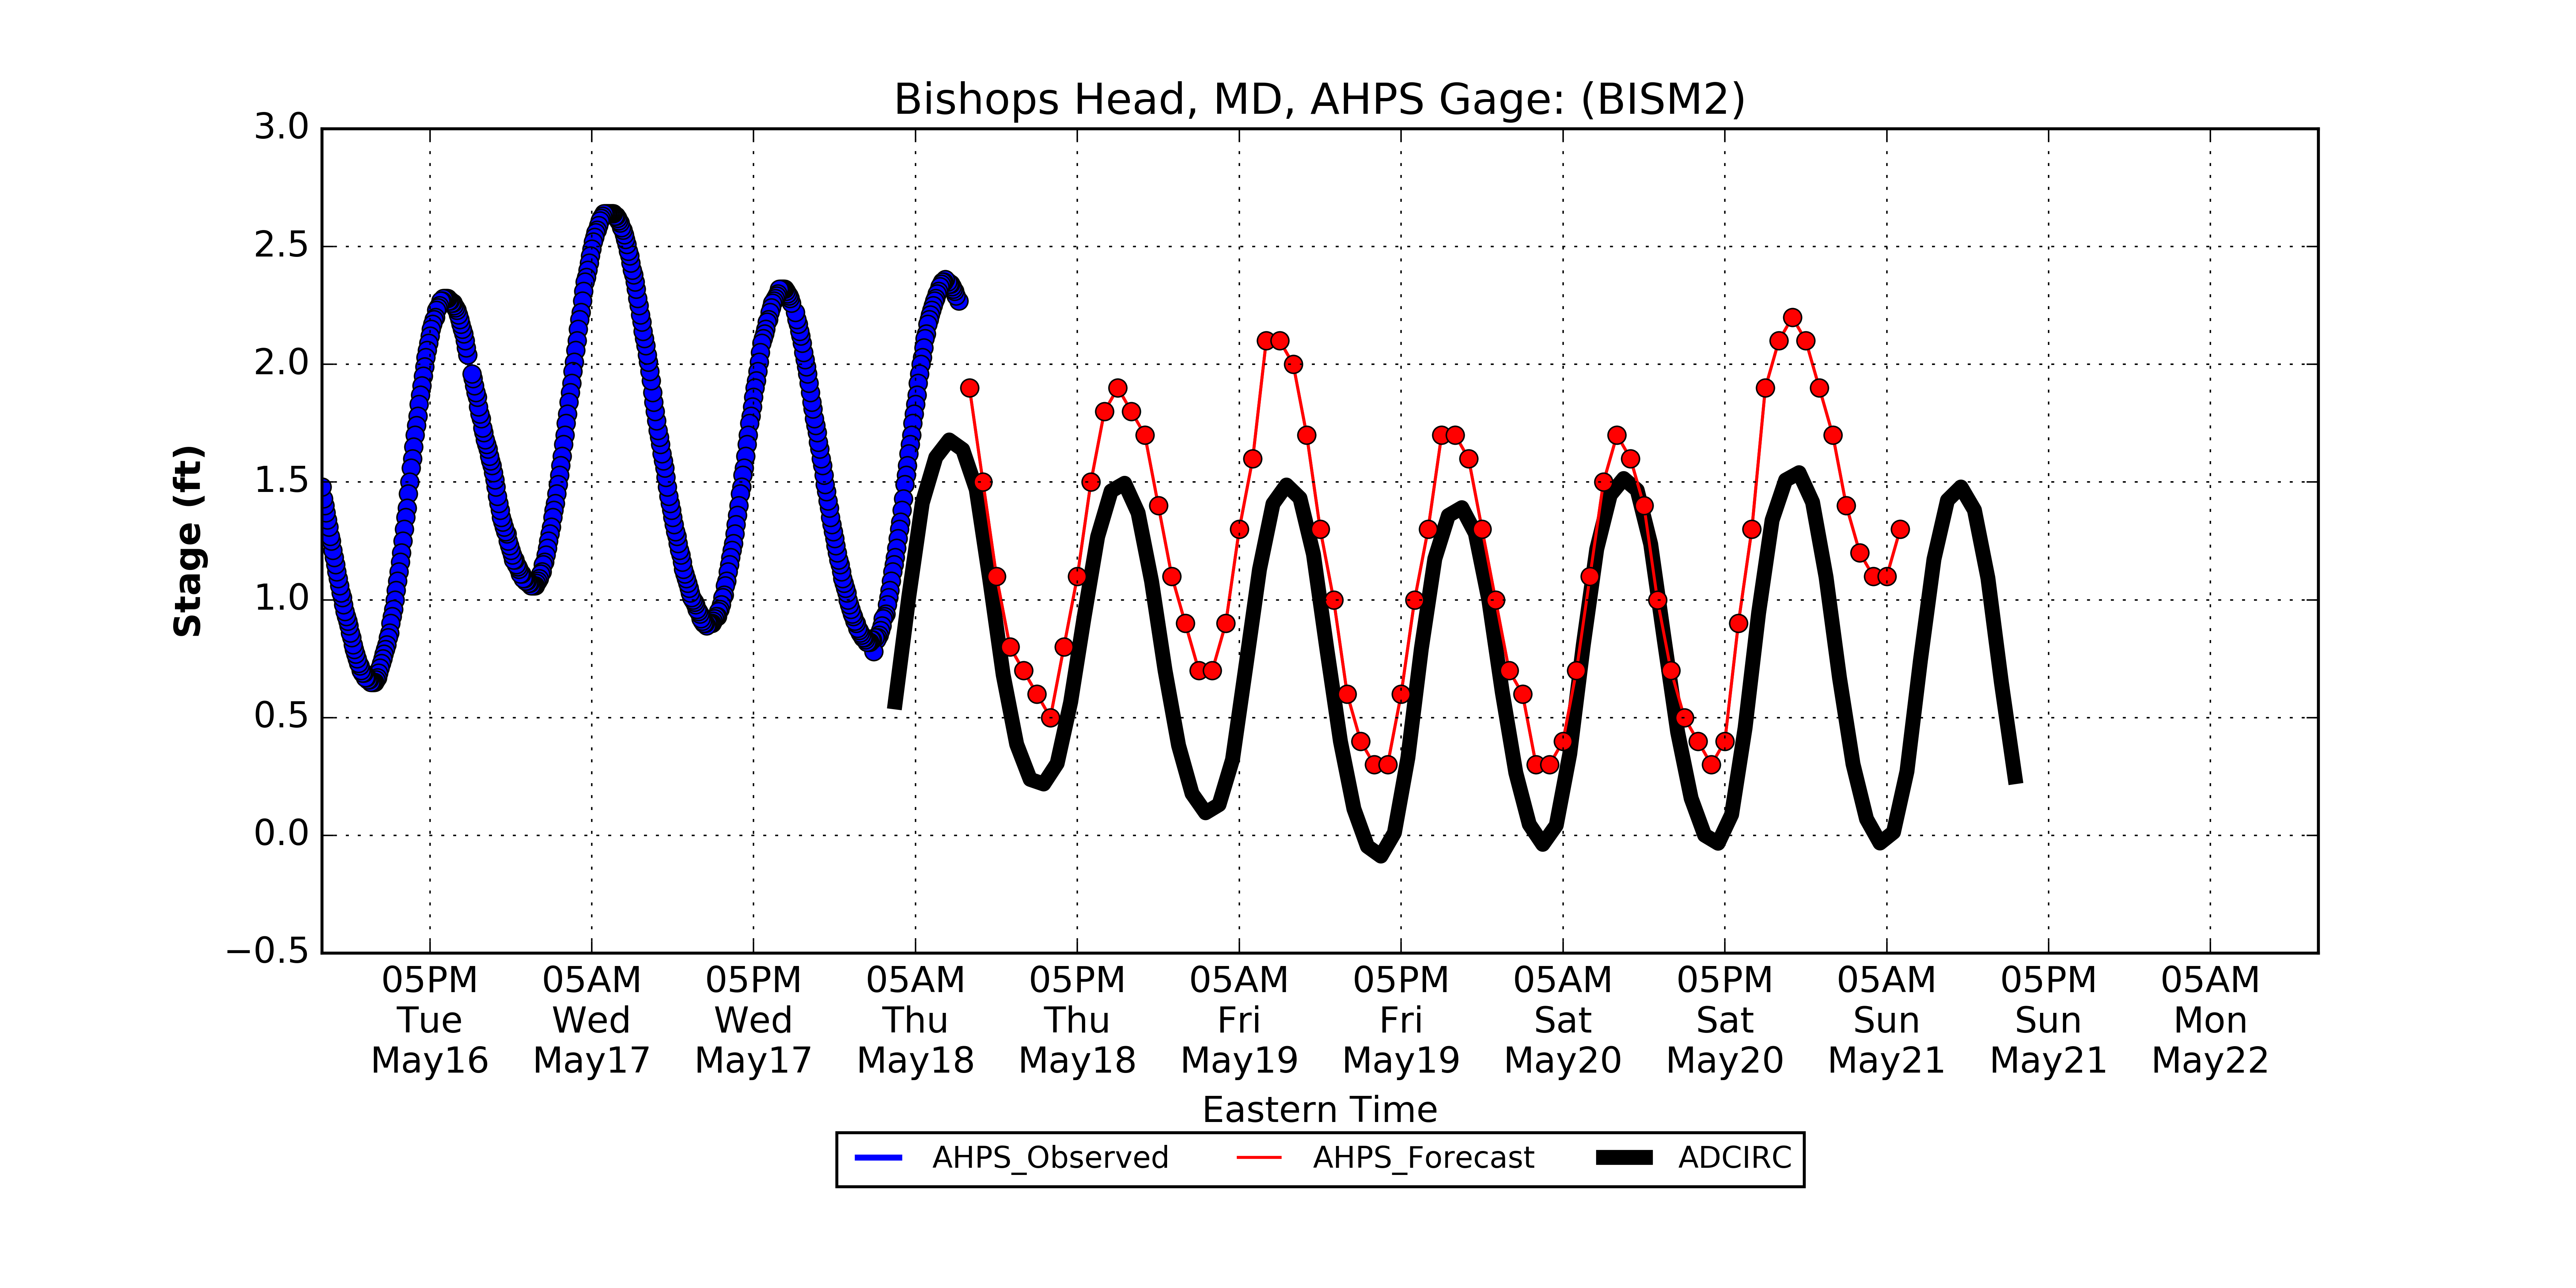 Bishops Head, MD, AHPS Gage: (BISM2)
3.0
2.5
2.0
1.5
1.0
0.5
0.0
−0.5
Stage (ft)
05PM 05AM 05PM 05AM 05PM 05AM 05PM 05AM 05PM 05AM 05PM 05AM
Tue Wed Wed Thu Thu Fri Fri Sat Sat Sun Sun Mon
May16 May17 May17 May18 May18 May19 May19 May20 May20 May21 May21 May22
Eastern Time
AHPS_Observed AHPS_Forecast ADCIRC